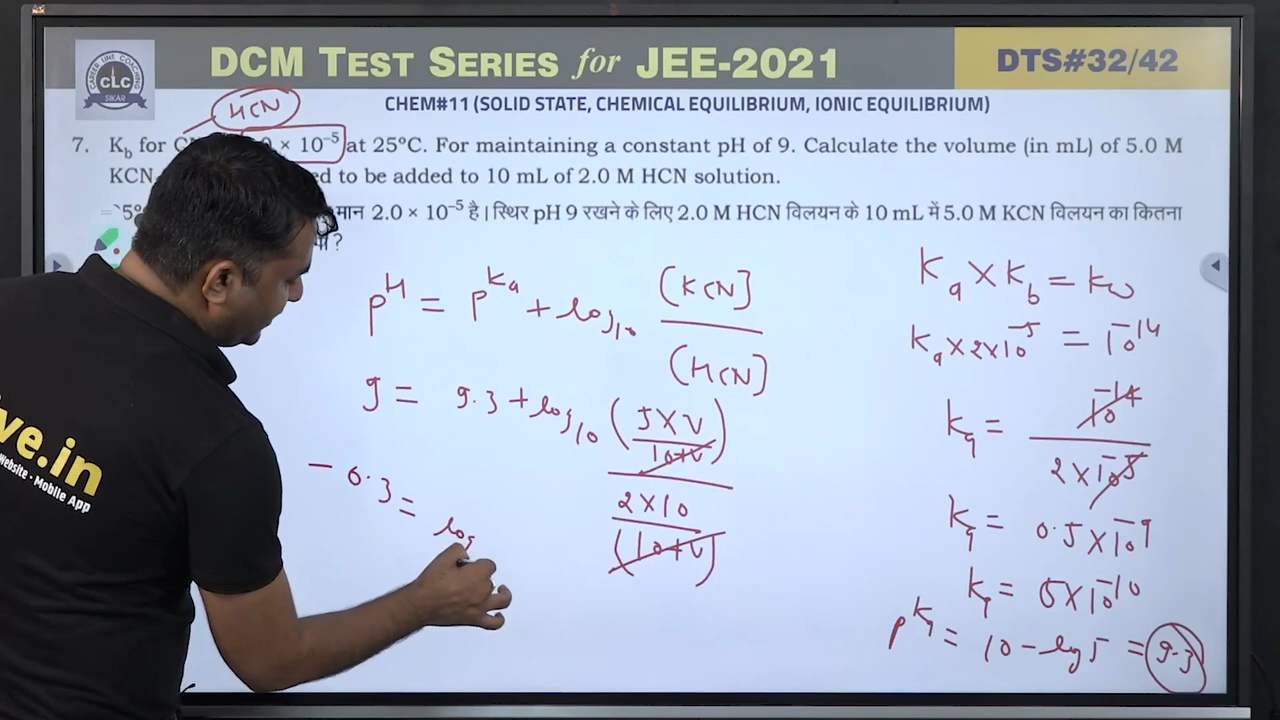 DCM TEST SERIES for JEE-2021
DTS#32/42
CAREER LINE COACHING
CLC
SIKAR
CHEM#11 (SOLID STATE, CHEMICAL EQUILIBRIUM, IONIC EQUILIBRIUM)
HCN
7. Kb for × 10⁻⁵ at 25ºC. For maintaining a constant pH of 9. Calculate the volume (in mL) of 5.0 M
KCN to be added to 10 mL of 2.0 M HCN solution.
मान 2.0 × 10⁻⁵ है। स्थिर pH 9 रखने के लिए 2.0 M HCN विलयन के 10 mL में 5.0 M KCN विलयन का कितना
?
pH = pKa + log10 [KCN] / [HCN]
9 = 9.3 + log10 (5×V / 10+V) / (2×10 / (10+V))
- 0.3 = log
Ka × Kb = Kw
Ka × 2×10⁻⁵ = 10⁻¹⁴
Ka = 10⁻¹⁴ / 2×10⁻⁵
Ka = 0.5×10⁻⁹
Ka = 5×10⁻¹⁰
pKa = 10 - log 5 = 9.3
ve.in
Website • Mobile App